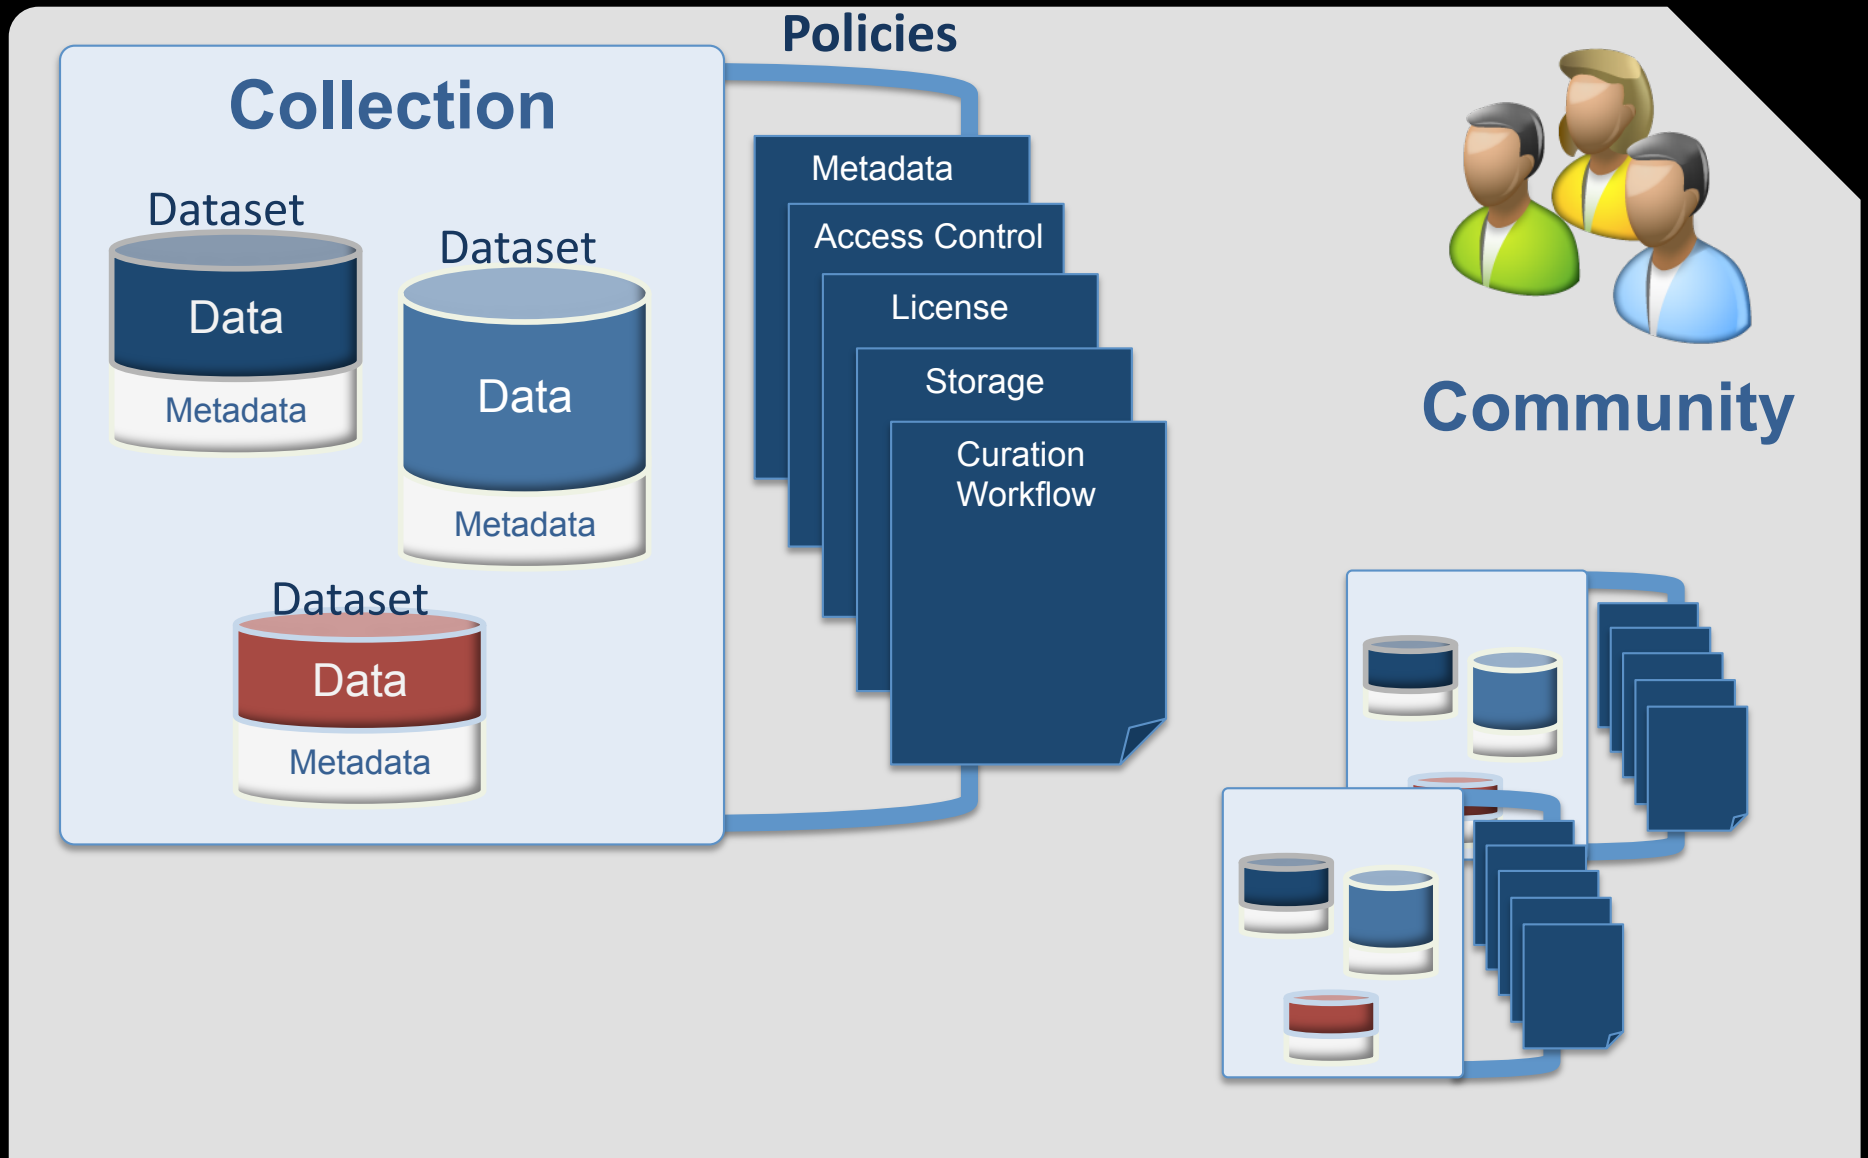 Policies
Collection
Dataset
Data
Metadata
Dataset
Data
Metadata
Dataset
Data
Metadata
Metadata
Access Control
License
Storage
Curation
Workflow
Community